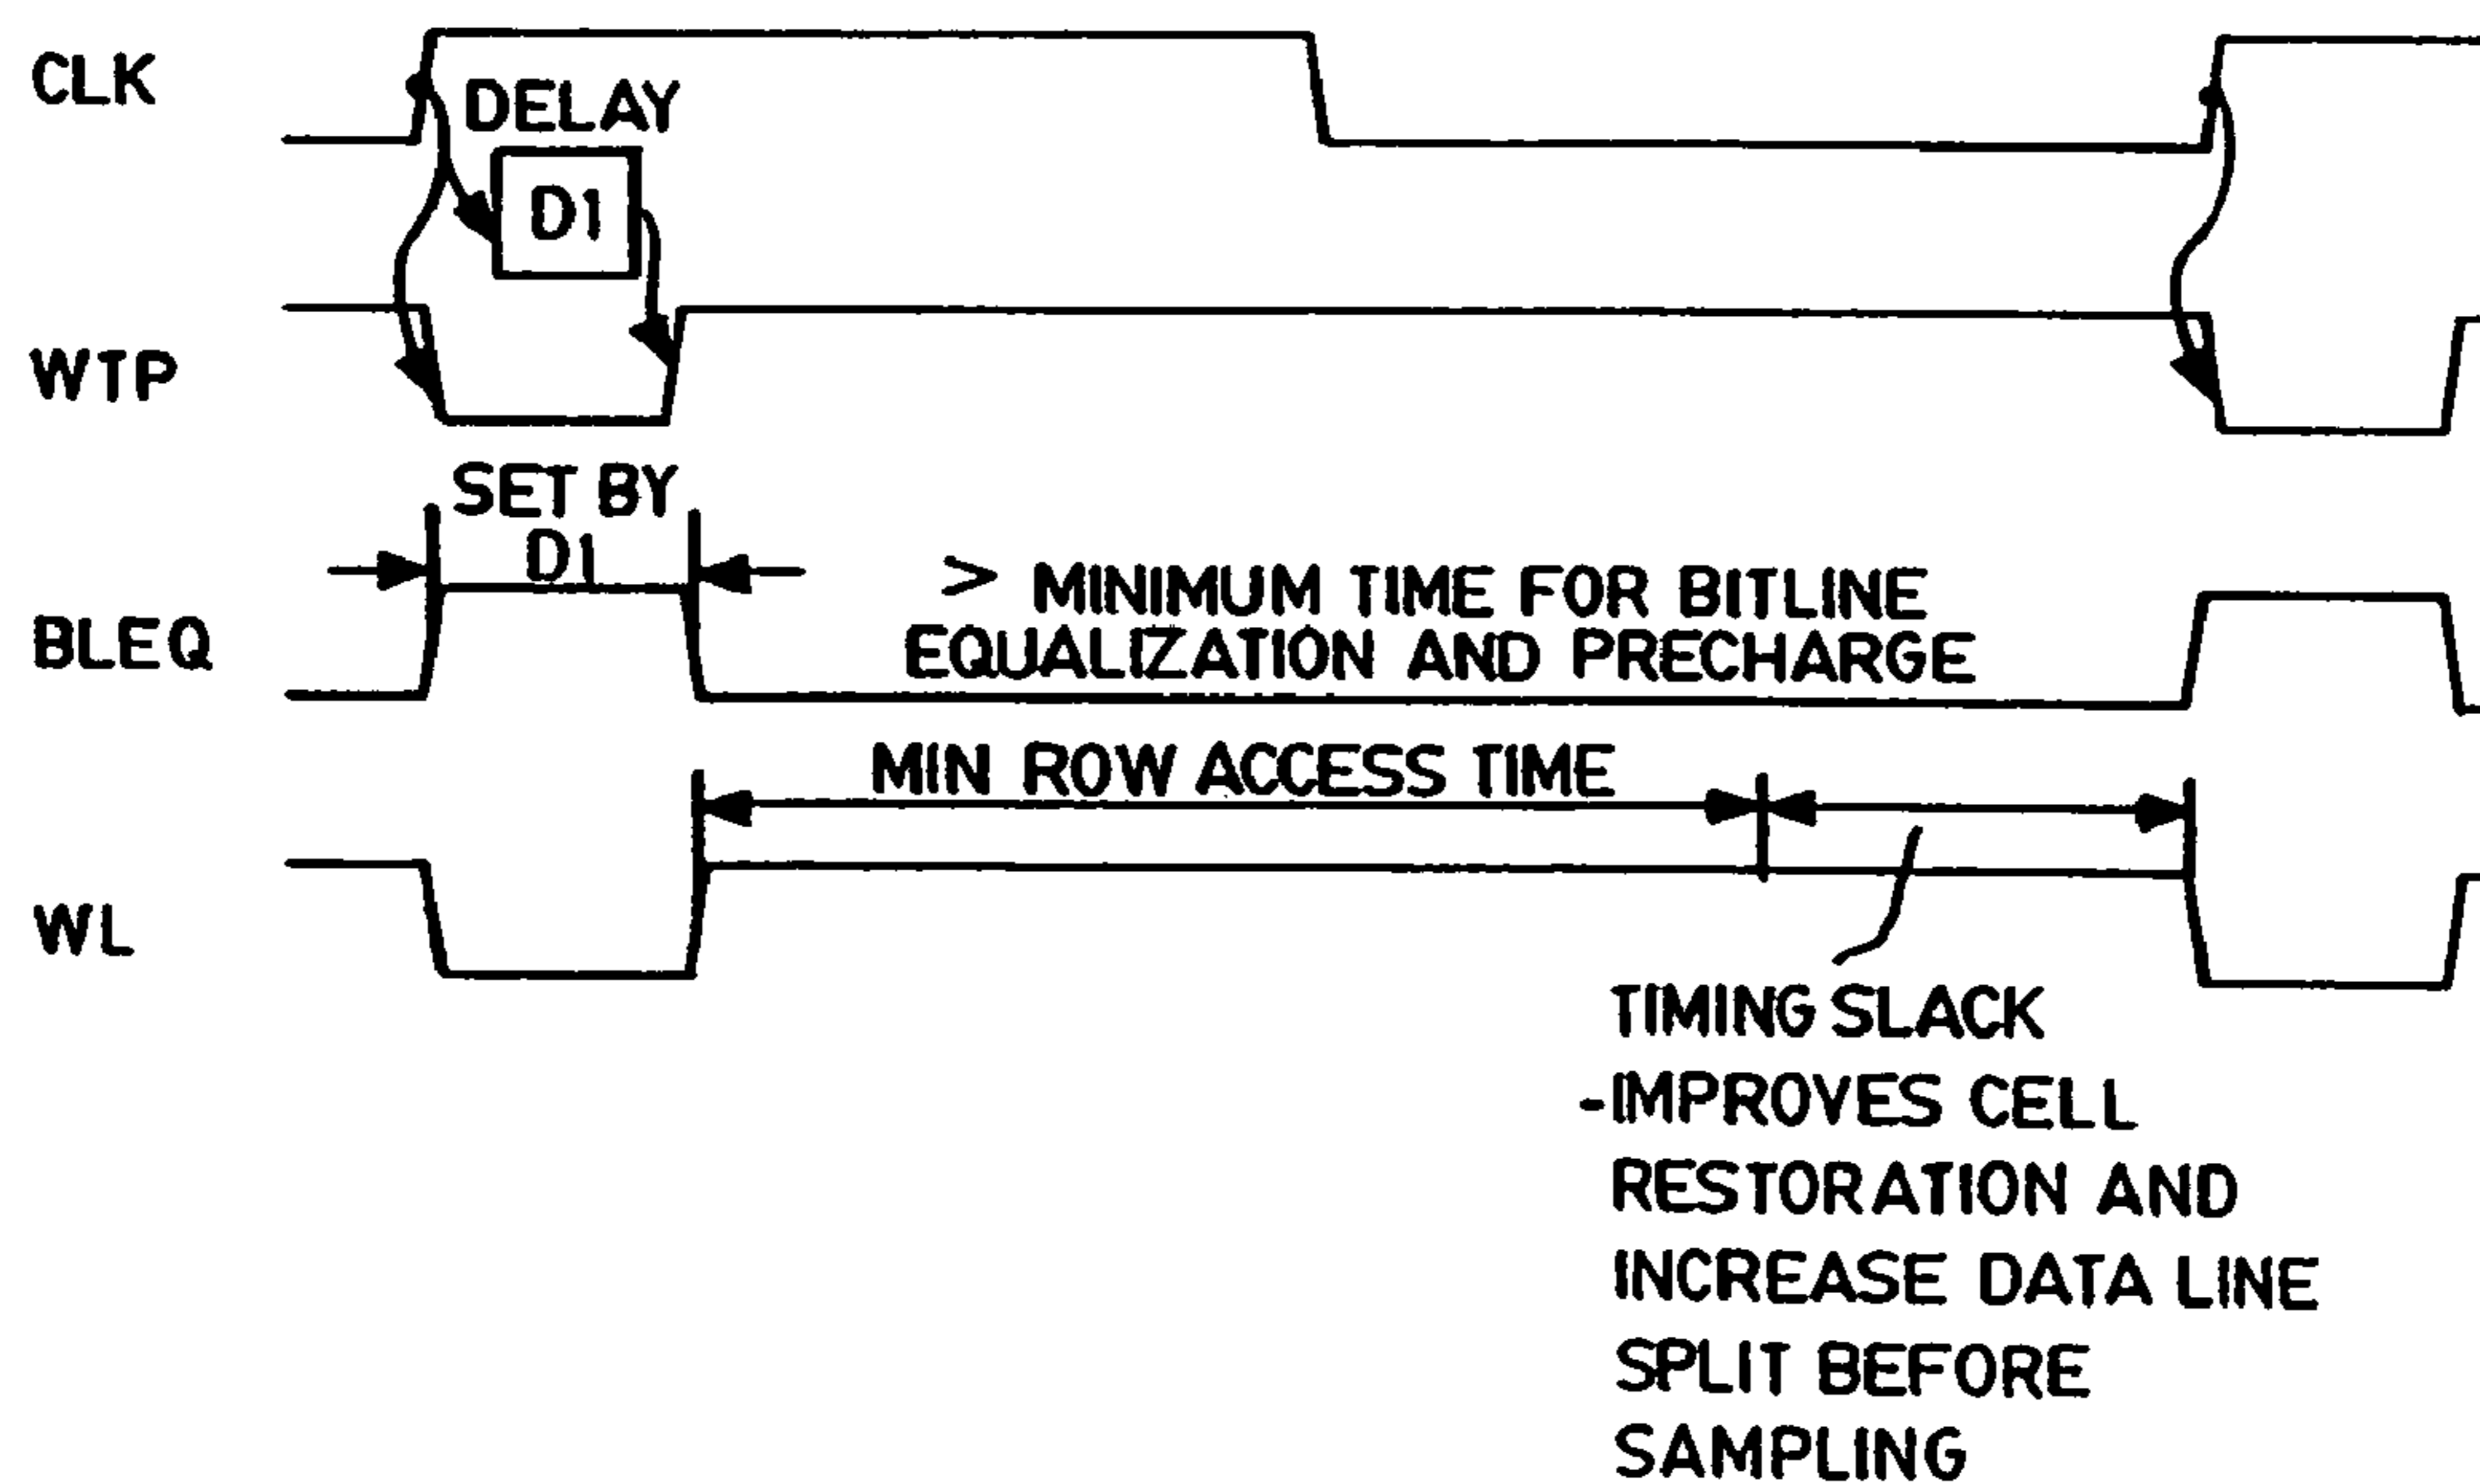 CLK
DELAY
D1
WTP
SET BY
D1
> MINIMUM TIME FOR BITLINE
EQUALIZATION AND PRECHARGE
BLEQ
MIN ROW ACCESS TIME
WL
TIMING SLACK
-IMPROVES CELL
RESTORATION AND
INCREASE DATA LINE
SPLIT BEFORE
SAMPLING